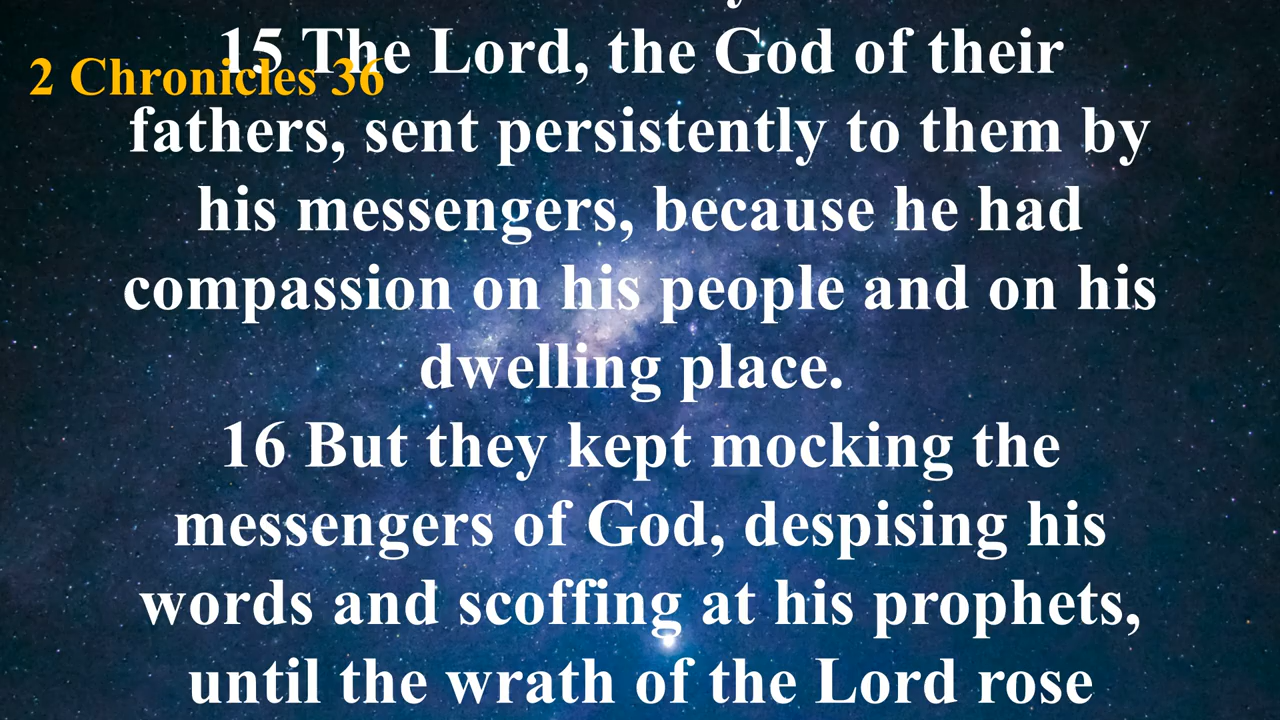 2 Chronicles 36
15 The Lord, the God of their
fathers, sent persistently to them by
his messengers, because he had
compassion on his people and on his
dwelling place.
16 But they kept mocking the
messengers of God, despising his
words and scoffing at his prophets,
until the wrath of the Lord rose